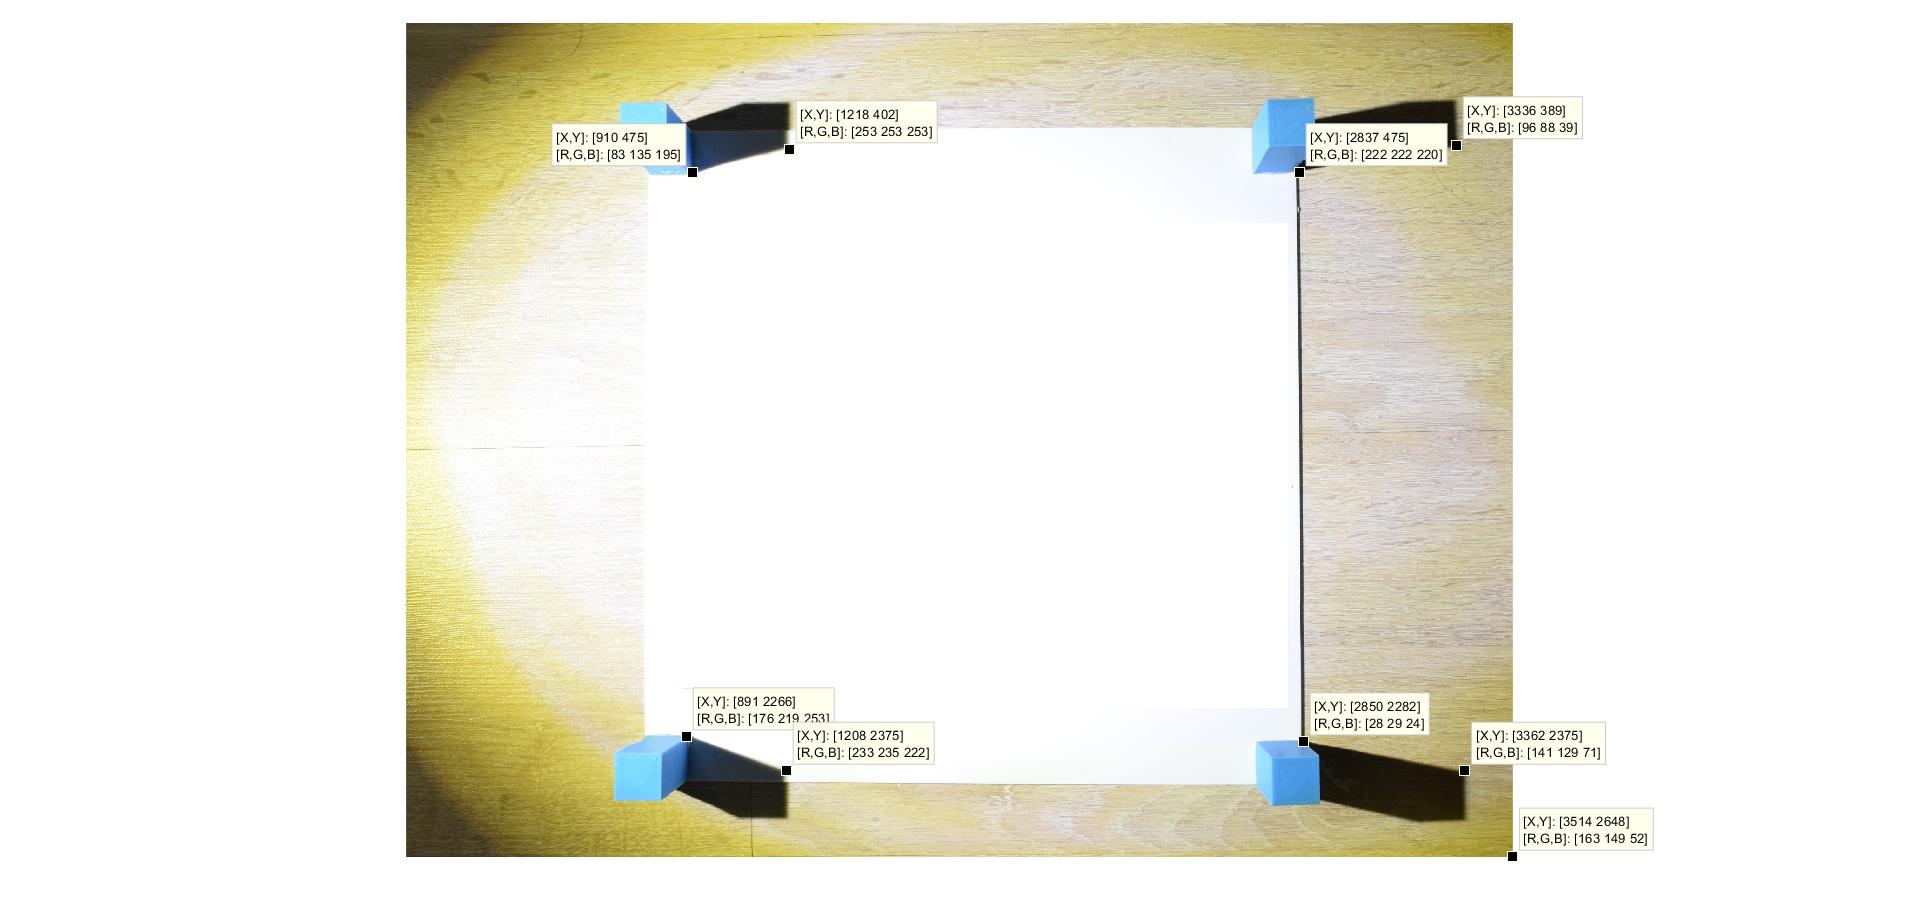 [X,Y]: [1218 402]
[R,G,B]: [253 253 253]
[X,Y]: [3336 389]
[R,G,B]: [96 88 39]
[X,Y]: [910 475]
[R,G,B]: [83 135 195]
[X,Y]: [2837 475]
[R,G,B]: [222 222 220]
[X,Y]: [891 2266]
[R,G,B]: [176 219 253]
[X,Y]: [1208 2375]
[R,G,B]: [233 235 222]
[X,Y]: [2850 2282]
[R,G,B]: [28 29 24]
[X,Y]: [3362 2375]
[R,G,B]: [141 129 71]
[X,Y]: [3514 2648]
[R,G,B]: [163 149 52]